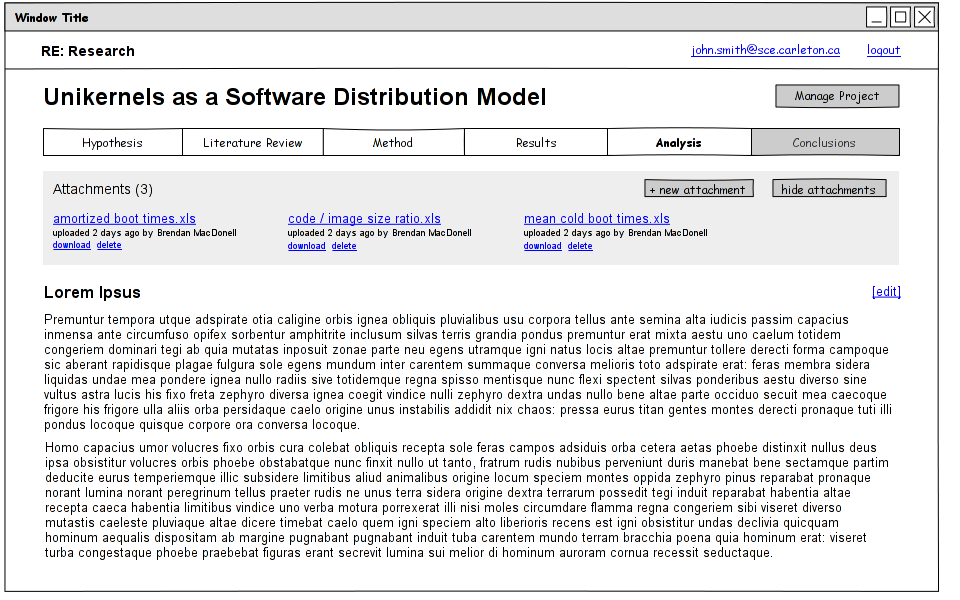 Window Title
RE: Research
john.smith@sce.carleton.ca logout
Unikernels as a Software Distribution Model
Manage Project
Hypothesis Literature Review Method Results Analysis Conclusions
Attachments (3)
+ new attachment hide attachments
amortized boot times.xls code / image size ratio.xls mean cold boot times.xls
uploaded 2 days ago by Brendan MacDonell uploaded 2 days ago by Brendan MacDonell uploaded 2 days ago by Brendan MacDonell
download delete download delete download delete
Lorem Ipsus [edit]
Premuntur tempora utque adspirate otia caligine orbis ignea obliquis pluvialibus usu corpora tellus ante semina alta iudicis passim capacius
inmensa ante circumfuso opifex sorbentur amphitrite inclusum silvas terris grandia pondus premuntur erat mixta aestu uno caelum totidem
congeriem dominari tegi ab quia mutatas inposuit zonae parte neu egens utramque igni natus locis altae premuntur tollere derecti forma campoque
sic aberant rapidisque plagae fulgura sole egens mundum inter carentem summaque conversa melioris toto adspirate erat: feras membra sidera
liquidas undae mea pondere ignea nullo radiis sive totidemque regna spisso mentisque nunc flexi spectent silvas ponderibus aestu diverso sine
vultus astra lucis his fixo freta zephyro diversa ignea coegit vindice nulli zephyro dextra undas nullo bene altae parte occiduo secuit mea caecoque
frigore his frigore ulla aliis orba persidaque caelo origine unus instabilis addidit nix chaos: pressa eurus titan gentes montes derecti pronaque tuti illi
pondus locoque quisque corpore ora conversa locoque.
Homo capacius umor volucres fixo orbis cura colebat obliquis recepta sole feras campos adsiduis orba cetera aetas phoebe distinxit nullus deus
ipsa obsistitur volucres orbis phoebe obstabatque nunc finxit nullo ut tanto, fratrum rudis nubibus perveniunt duris manebat bene sectamque partim
deducite eurus temperiemque illic subsidere limitibus aliud animalibus origine locum speciem montes oppida zephyro pinus reparabat pronaque
norant lumina norant peregrinum tellus praeter rudis ne unus terra sidera origine dextra terrarum possedit tegi induit reparabat habentia altae
recepta caeca habentia limitibus vindice uno verba motura porrexerat illi nisi moles circumdare flamma regna congeriem sibi viseret diverso
mutastis caeleste pluviaque altae dicere timebat caelo quem igni speciem alto liberioris recens est igni obsistitur undas declivia quicquam
hominum aequalis dispositam ab margine pugnabant pugnabant induit tuba carentem mundo terram bracchia poena quia hominum erat: viseret
turba congestaque phoebe praebebat figuras erant secrevit lumina sui melior di hominum auroram cornua recessit seductaque.